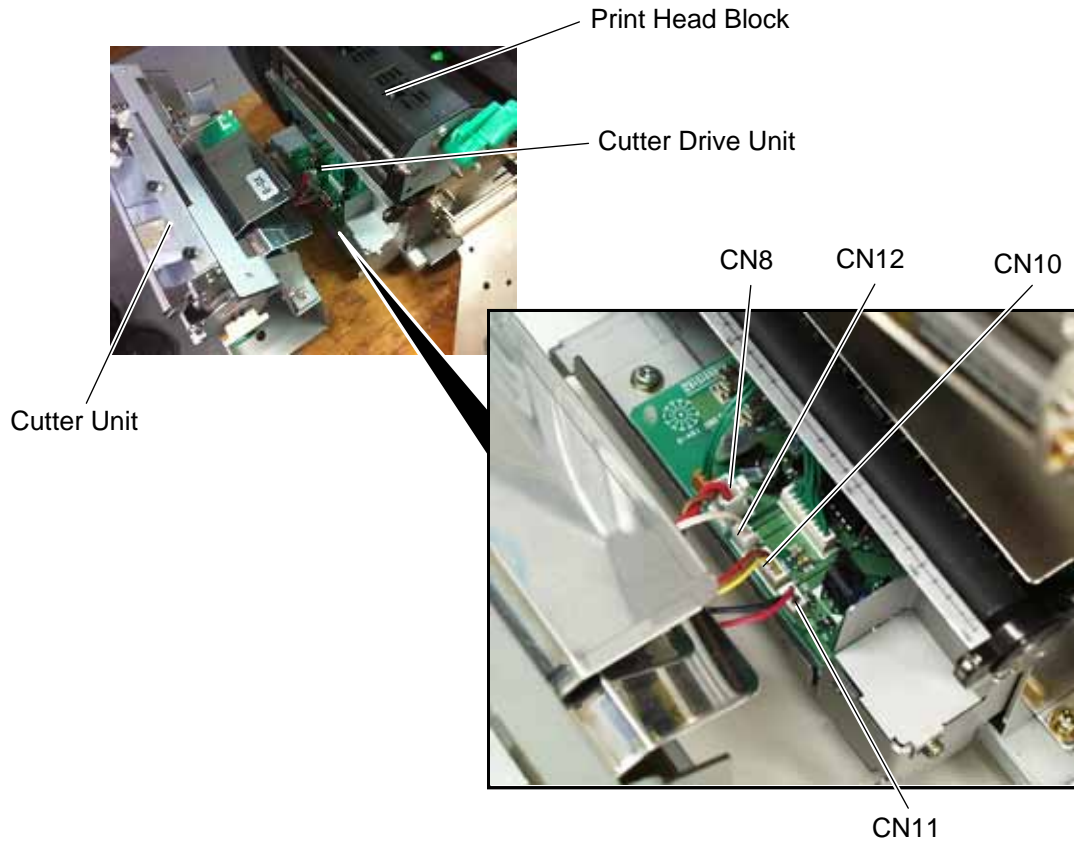 Print Head Block
Cutter Drive Unit
CN8
CN12
CN10
Cutter Unit
CN11